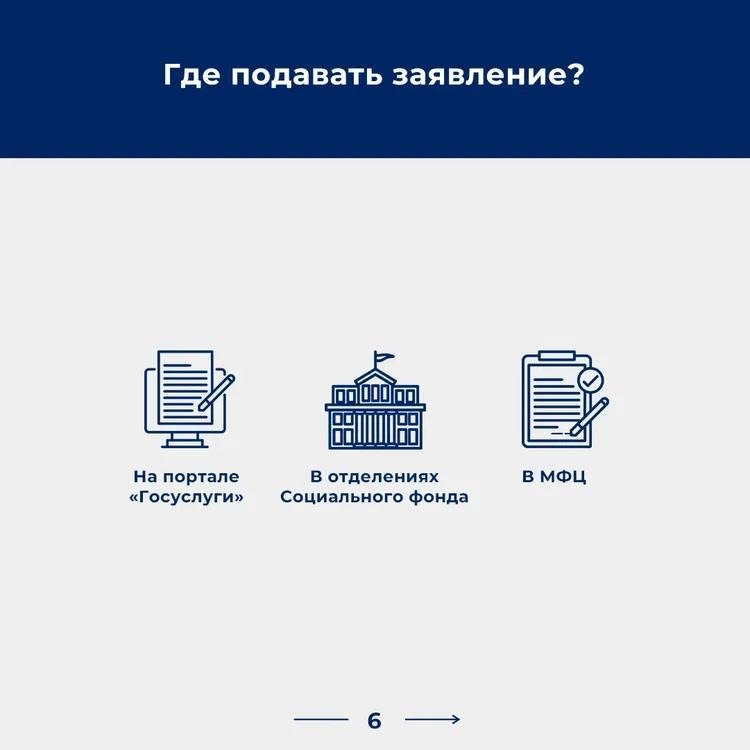 Где подавать заявление?
На портале
«Госуслуги»
В отделениях
Социального фонда
В МФЦ
6